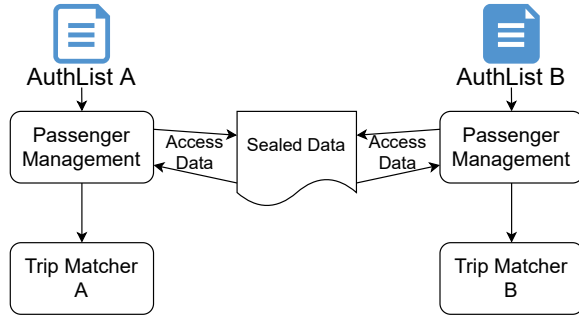 AuthList A
AuthList B
Passenger
Management
Access
Data
Sealed Data
Access
Data
Passenger
Management
Trip Matcher
A
Trip Matcher
B